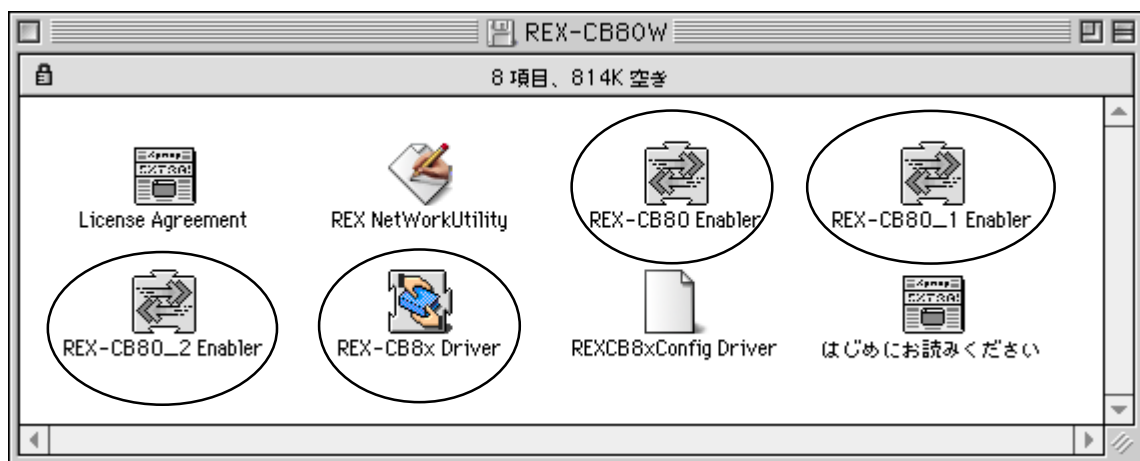 REX-CB80W
8 項目、814K 空き
License Agreement
REX NetWorkUtility
REX-CB80 Enabler
REX-CB80_1 Enabler
REX-CB80_2 Enabler
REX-CB8x Driver
REXCB8xConfig Driver
はじめにお読みください